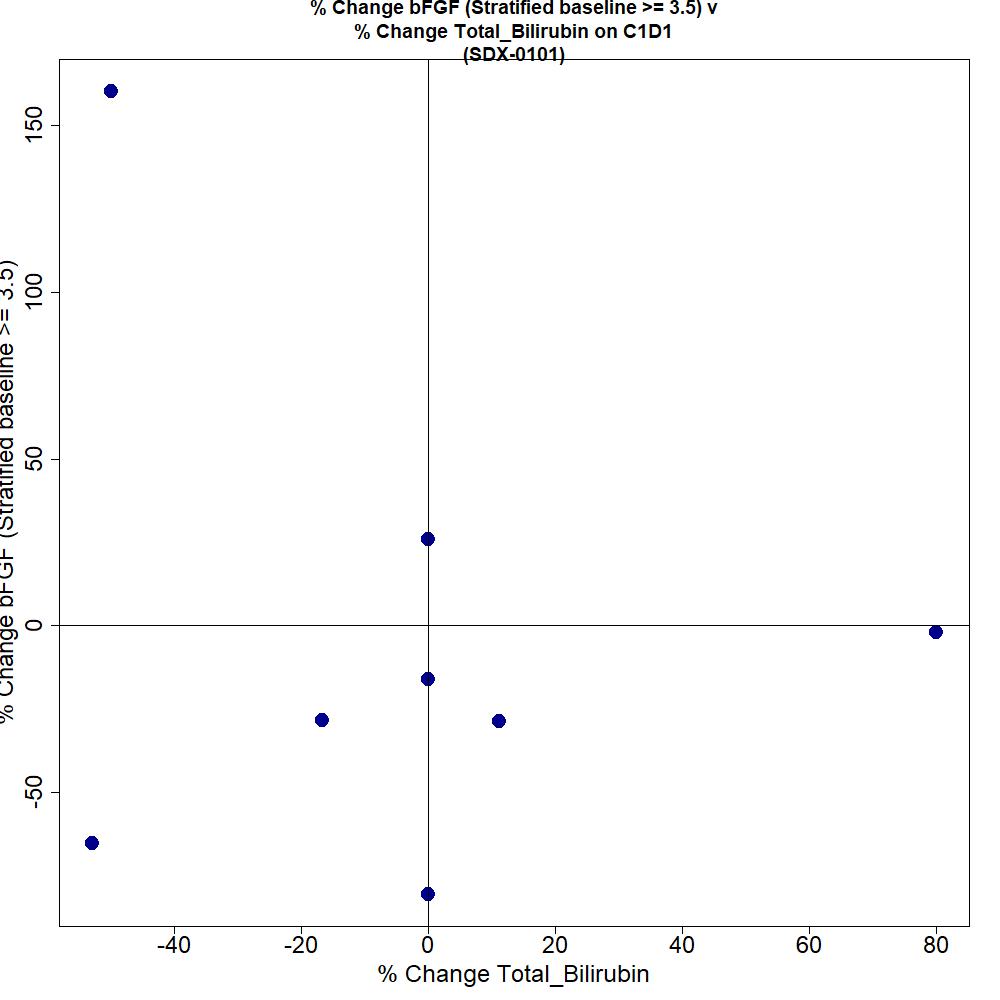 % Change bFGF (Stratified baseline >= 3.5) v
% Change Total_Bilirubin on C1D1
(SDX-0101)
% Change bFGF (Stratified baseline >= 3.5)
150
100
50
0
-50
-40 -20 0 20 40 60 80
% Change Total_Bilirubin